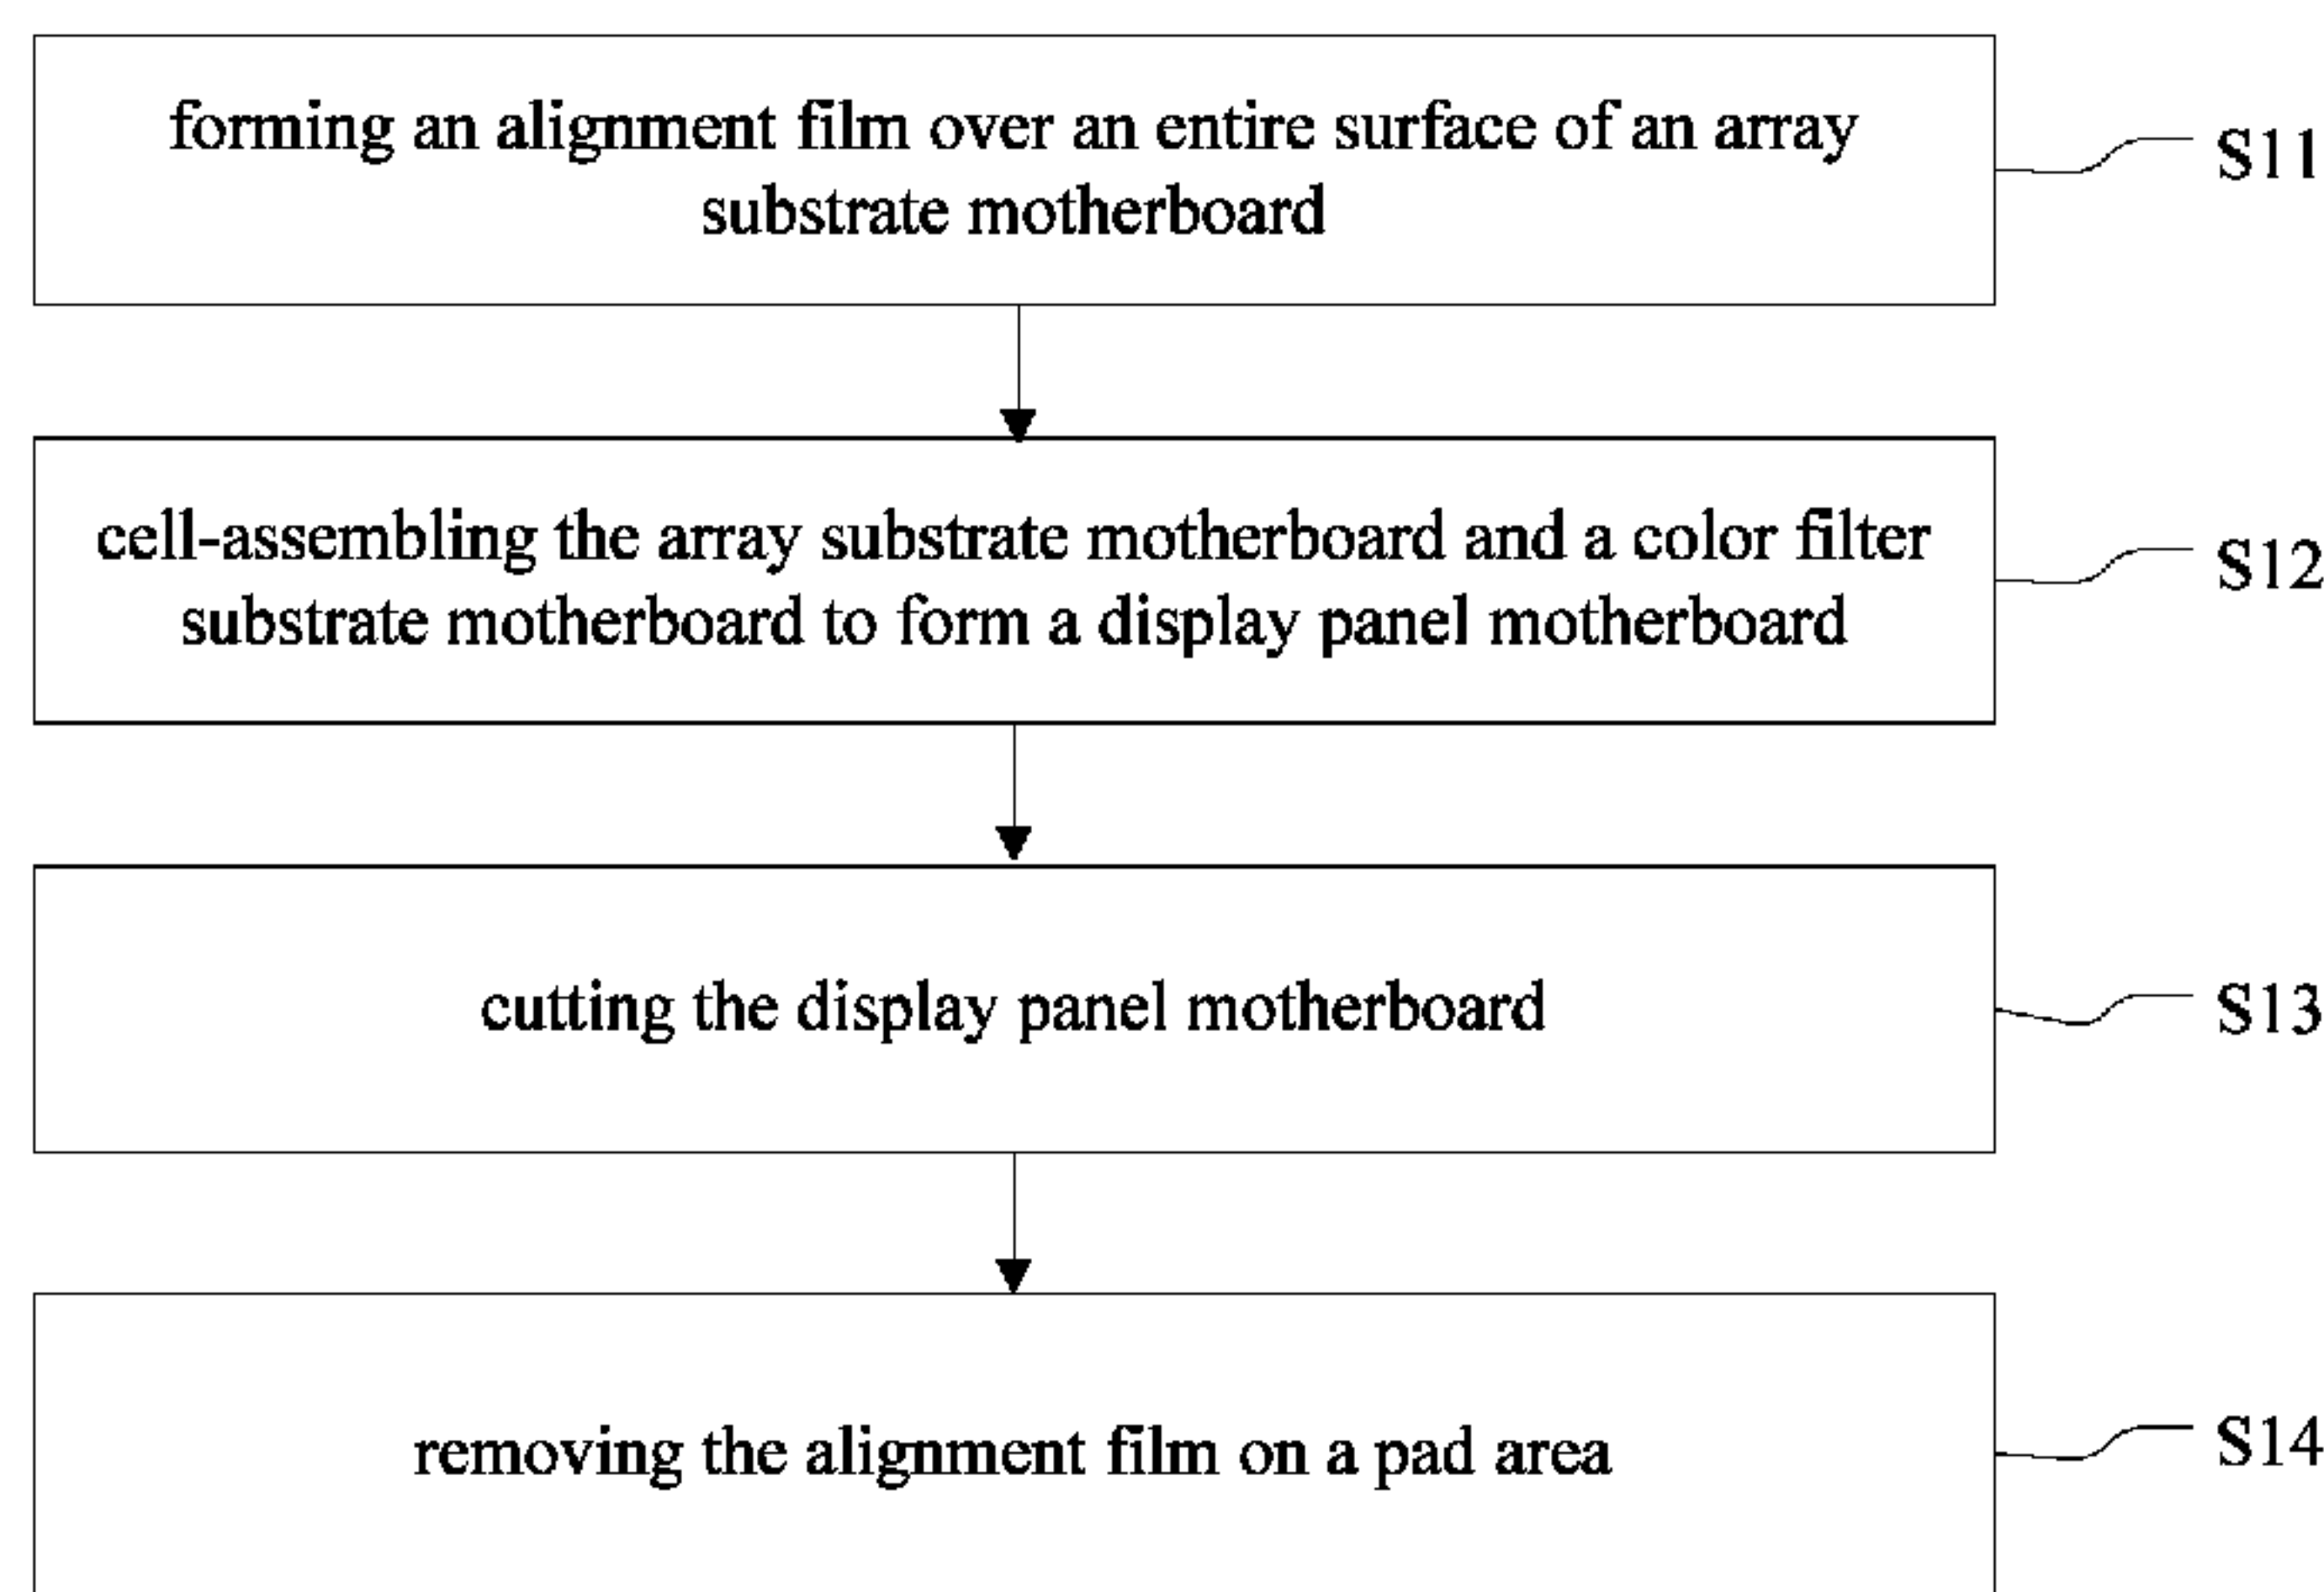 forming an alignment film over an entire surface of an array
substrate motherboard
S11
cell-assembling the array substrate motherboard and a color filter
substrate motherboard to form a display panel motherboard
S12
cutting the display panel motherboard
S13
removing the alignment film on a pad area
S14